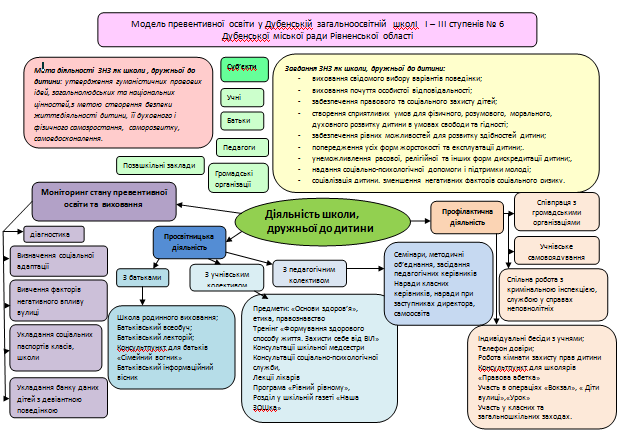 Модель превентивної освіти у Дубенській загальноосвітній школі І – ІІІ ступенів № 6
Дубенської міської ради Рівненської області
Мета діяльності ЗНЗ як школи , дружньої до
дитини: утвердження гуманістичних правових
ідей, загальнолюдських та національних
цінностей,з метою створення безпеки
життєдіяльності дитини, її духовного і
фізичного самозростання, саморозвитку,
самовдосконалення.
Суб'єкти
Учні
Батьки
Педагоги
Позашкільні заклади
Громадські
організації
Завдання ЗНЗ як школи, дружньої до дитини:
- виховання свідомого вибору варіантів поведінки;
- виховання почуття особистої відповідальності;
- забезпечення правового та соціального захисту дітей;
- створення сприятливих умов для фізичного, розумового, морального,
духовного розвитку дитини в умовах свободи та гідності;
- забезпечення рівних можливостей для розвитку здібностей дитини;
- попередження усіх форм жорстокості та експлуатації дитини;.
- унеможливлення расової, релігійної та інших форм дискредитації дитини;.
- надання соціально-психологічної допомоги і підтримки молоді;
- соціалізація дитини, зменшення негативних факторів соціального ризику.
Моніторинг стану превентивної
освіти та виховання
Діяльність школи,
дружньої до дитини
Профілактична
діяльність
Співпраця з
громадськими
організаціями
Учнівське
самоврядування
Спільна робота з
кримінальною інспекцією,
службою у справах
неповнолітніх
діагностика
Визначення соціальної
адаптації
Вивчення факторів
негативного впливу
вулиці
Укладання соціальних
паспортів класів,
школи
Укладання банку даних
дітей з девіантною
поведінкою
Просвітницька
діяльність
З батьками
З учнівським
колективом
З педагогічним
колективом
Школа родинного виховання;
Батьківський всеобуч;
Батьківський лекторій;
Консультпункт для батьків
«Сімейний вогник»
Батьківський інформаційний
вісник
Предмети: «Основи здоров'я»,
етика, правознавство
Тренінг «Формування здорового
способу життя. Захисти себе від ВІЛ»
Консультації шкільної медсестри
Консультації соціально-психологічної
служби,
Лекції лікарів
Програма «Рівний рівному»,
Розділ у шкільній газеті «Наша
ЗОШка»
Семінари, методичні
об'єднання, засідання
педагогічних керівників
Наради класних
керівників, наради при
заступниках директора,
самоосвіта
Індивідуальні бесіди з учнями;
Телефон довіри;
Робота кімнати захисту прав дитини
Консультпункт для школярів
«Правова абетка»
Участь в операціях «Вокзал», « Діти
вулиці»,«Урок»
Участь у класних та
загальношкільних заходах.